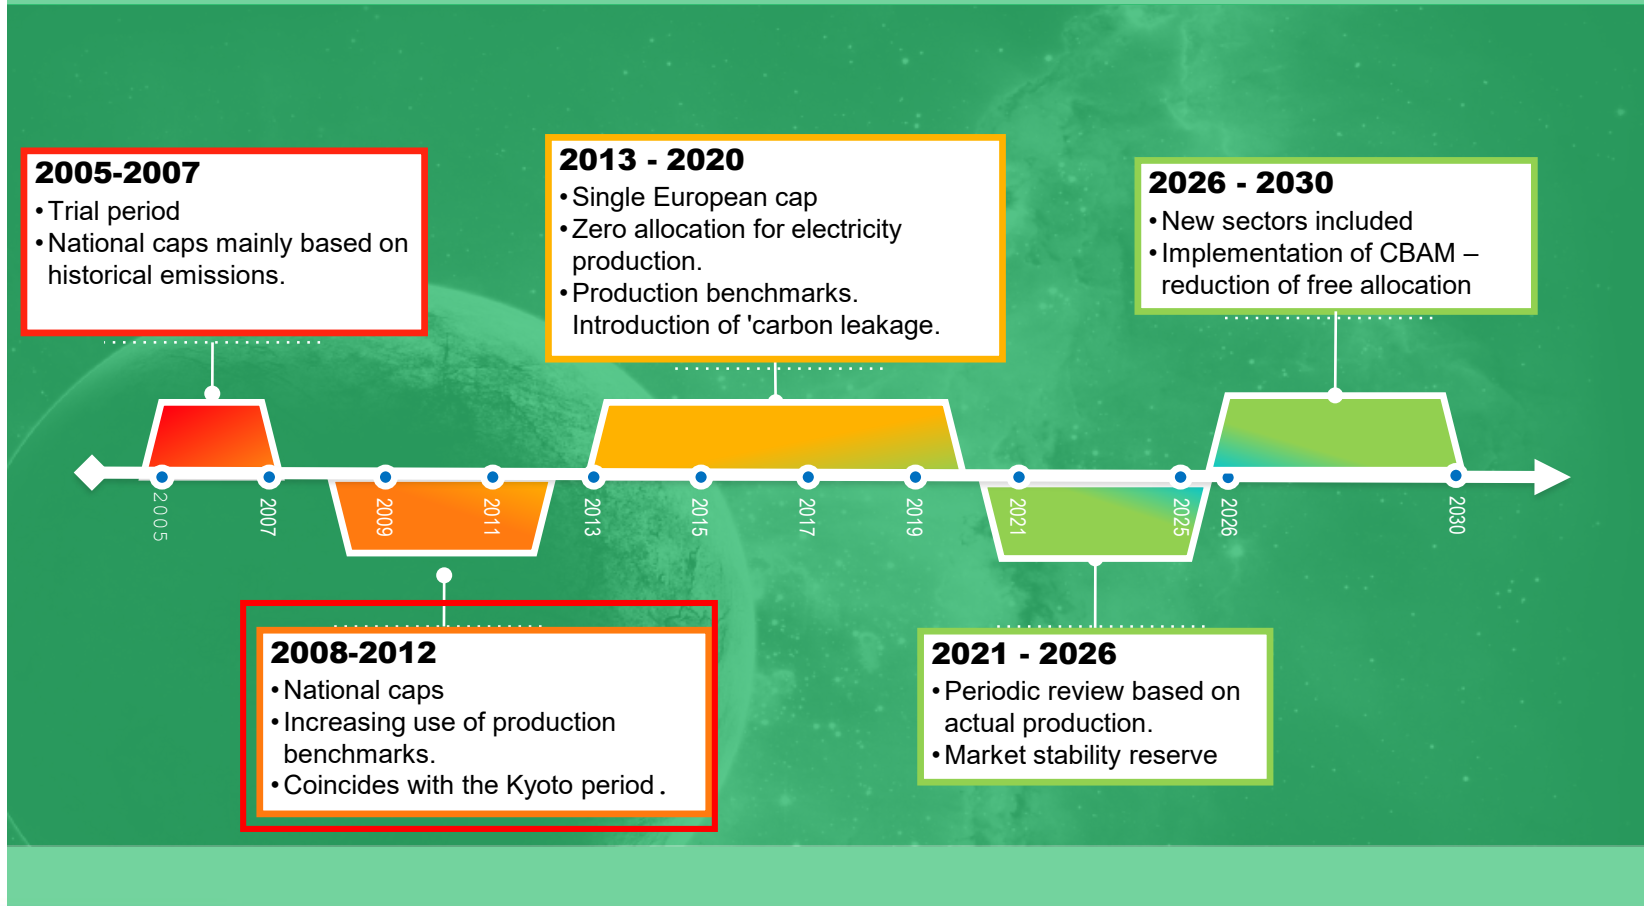 2005-2007
•Trial period
•National caps mainly based on
historical emissions.
2013 - 2020
•Single European cap
•Zero allocation for electricity
production.
•Production benchmarks.
Introduction of 'carbon leakage.
2026 - 2030
•New sectors included
•Implementation of CBAM –
reduction of free allocation
2005
2007
2009
2011
2013
2015
2017
2019
2021
2025
2026
2030
2008-2012
•National caps
•Increasing use of production
benchmarks.
•Coincides with the Kyoto period.
2021 - 2026
•Periodic review based on
actual production.
•Market stability reserve